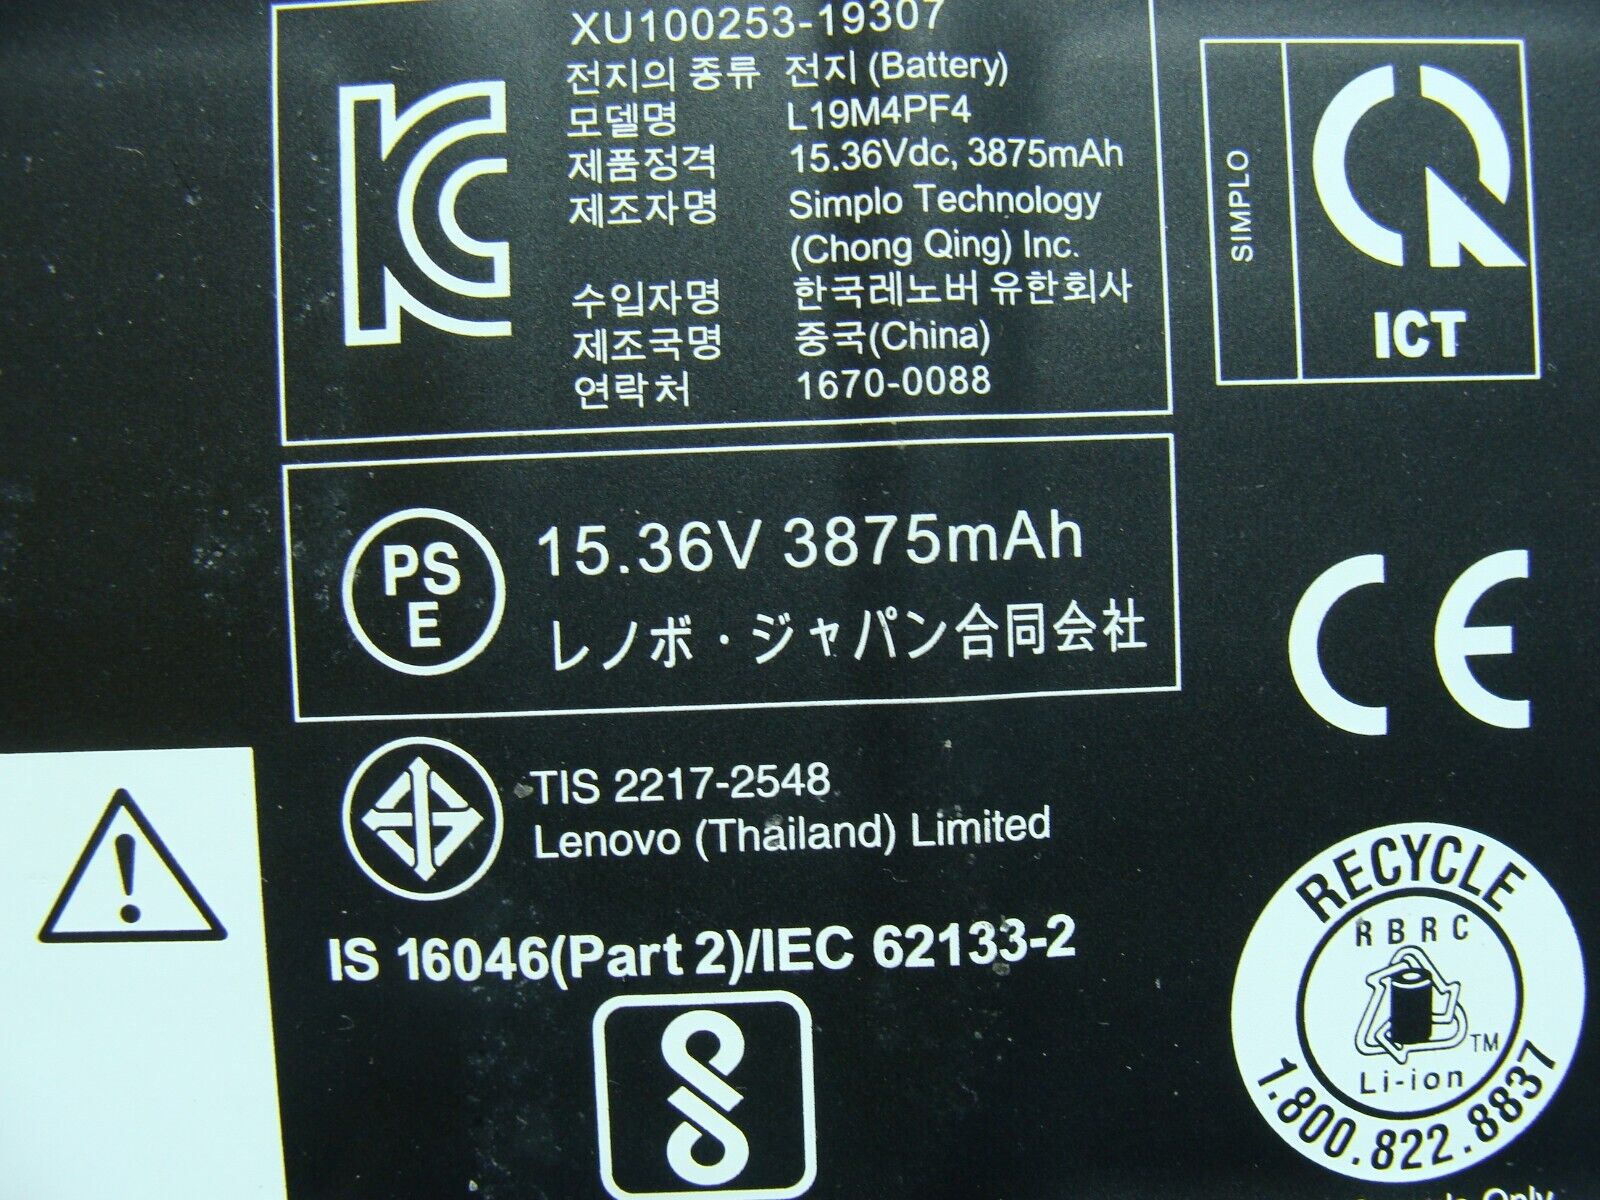 XU100253-19307
전지의 종류 전지 (Battery)
모델명 L19M4PF4
제품정격 15.36Vdc, 3875mAh
제조자명 Simplo Technology
(Chong Qing) Inc.
수입자명 한국레노버 유한회사
제조국명 중국(China)
연락처 1670-0088
SIMPLO
ICT
PS
E
15.36V 3875mAh
レノボ・ジャパン合同会社
CE
TIS 2217-2548
Lenovo (Thailand) Limited
IS 16046(Part 2)/IEC 62133-2
RECYCLE
RBRC
TM
Li-ion
1.800.822.8837
Only